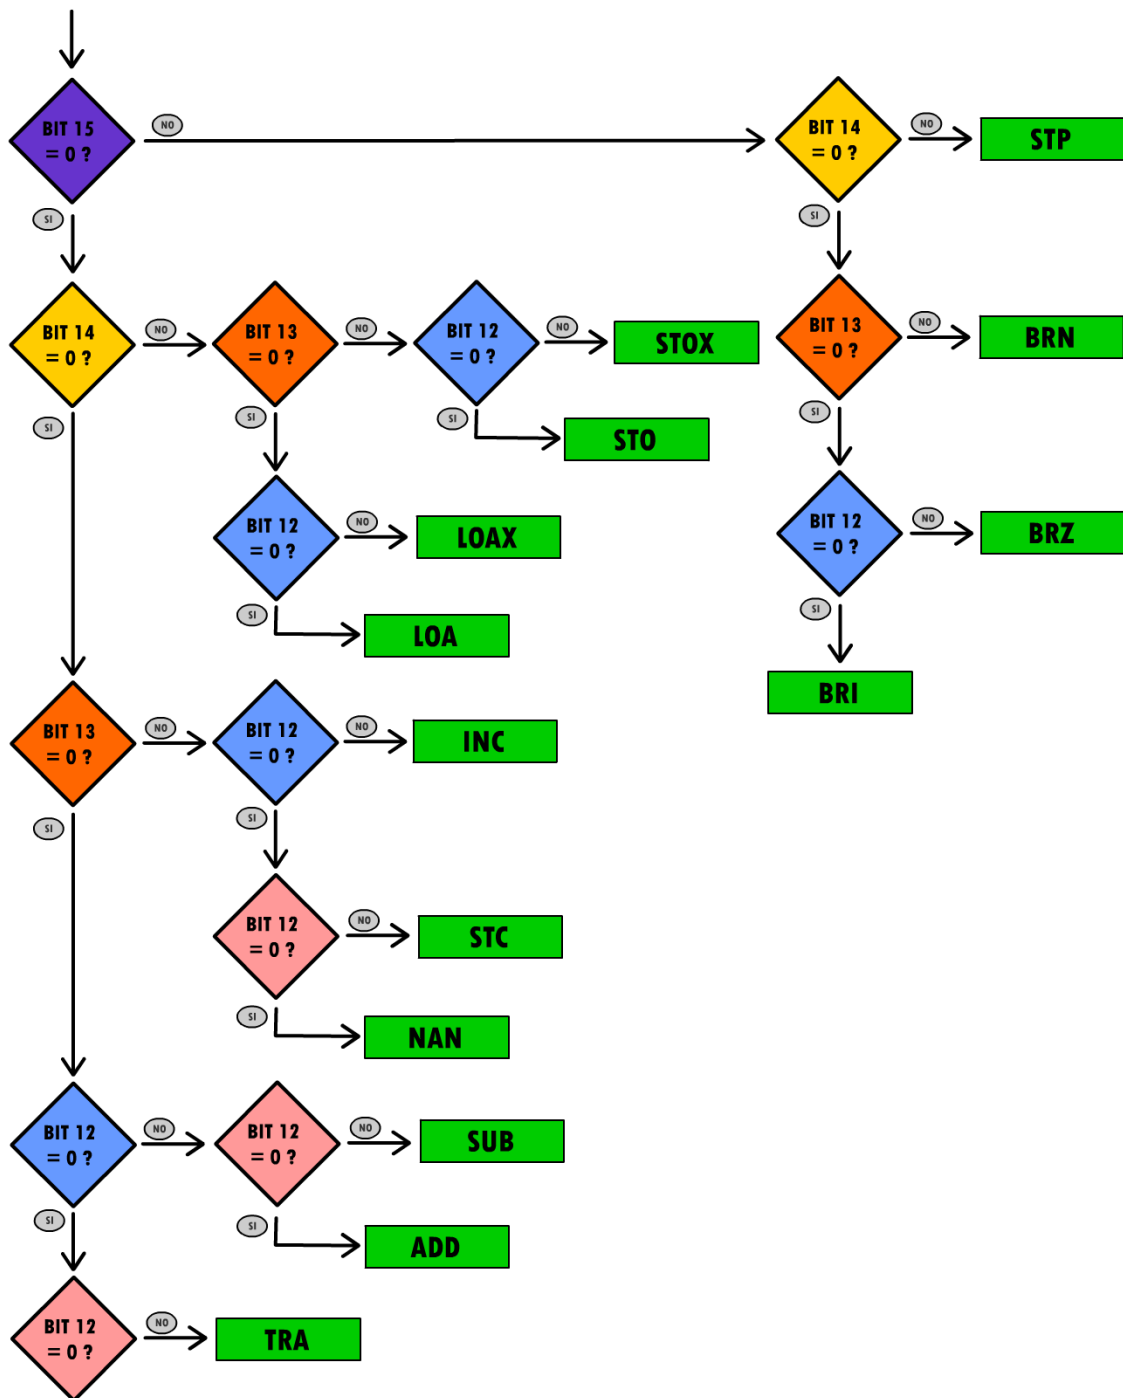 BIT 15
= 0 ?
NO
BIT 14
= 0 ?
NO
STP
SI
SI
BIT 14
= 0 ?
NO
BIT 13
= 0 ?
NO
BIT 12
= 0 ?
NO
STOX
BIT 13
= 0 ?
NO
BRN
SI
SI
SI
STO
SI
BIT 12
= 0 ?
NO
LOAX
BIT 12
= 0 ?
NO
BRZ
SI
LOA
SI
BRI
BIT 13
= 0 ?
NO
BIT 12
= 0 ?
NO
INC
SI
SI
BIT 12
= 0 ?
NO
STC
SI
NAN
BIT 12
= 0 ?
NO
BIT 12
= 0 ?
NO
SUB
SI
SI
ADD
BIT 12
= 0 ?
NO
TRA